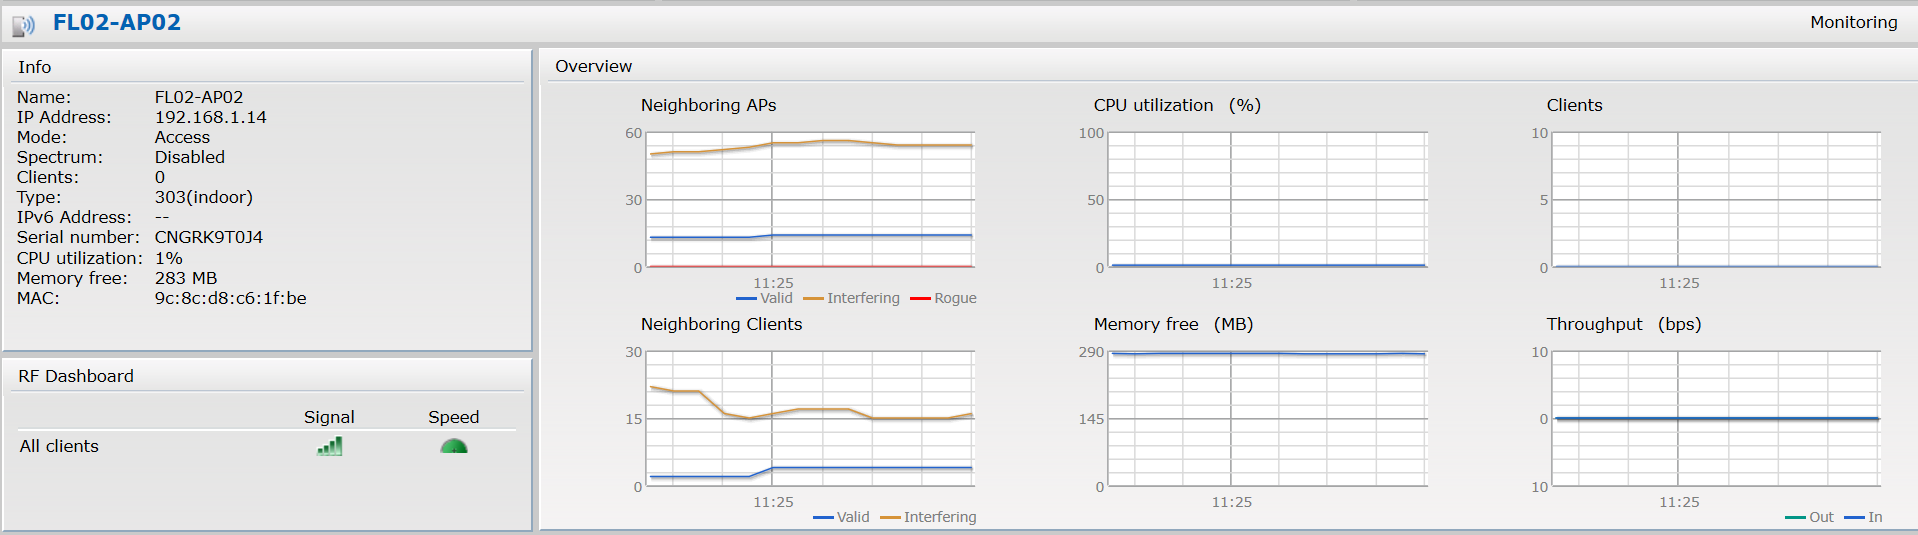 FL02-AP02
Monitoring
Info
Name: FL02-AP02
IP Address: 192.168.1.14
Mode: Access
Spectrum: Disabled
Clients: 0
Type: 303(indoor)
IPv6 Address: --
Serial number: CNGRK9T0J4
CPU utilization: 1%
Memory free: 283 MB
MAC: 9c:8c:d8:c6:1f:be
RF Dashboard
Signal Speed
All clients
Overview
Neighboring APs
60
30
0
11:25
Valid Interfering Rogue
CPU utilization (%)
100
50
0
11:25
Clients
10
5
0
11:25
Neighboring Clients
30
15
0
11:25
Valid Interfering
Memory free (MB)
290
145
0
11:25
Throughput (bps)
10
0
10
11:25
Out In